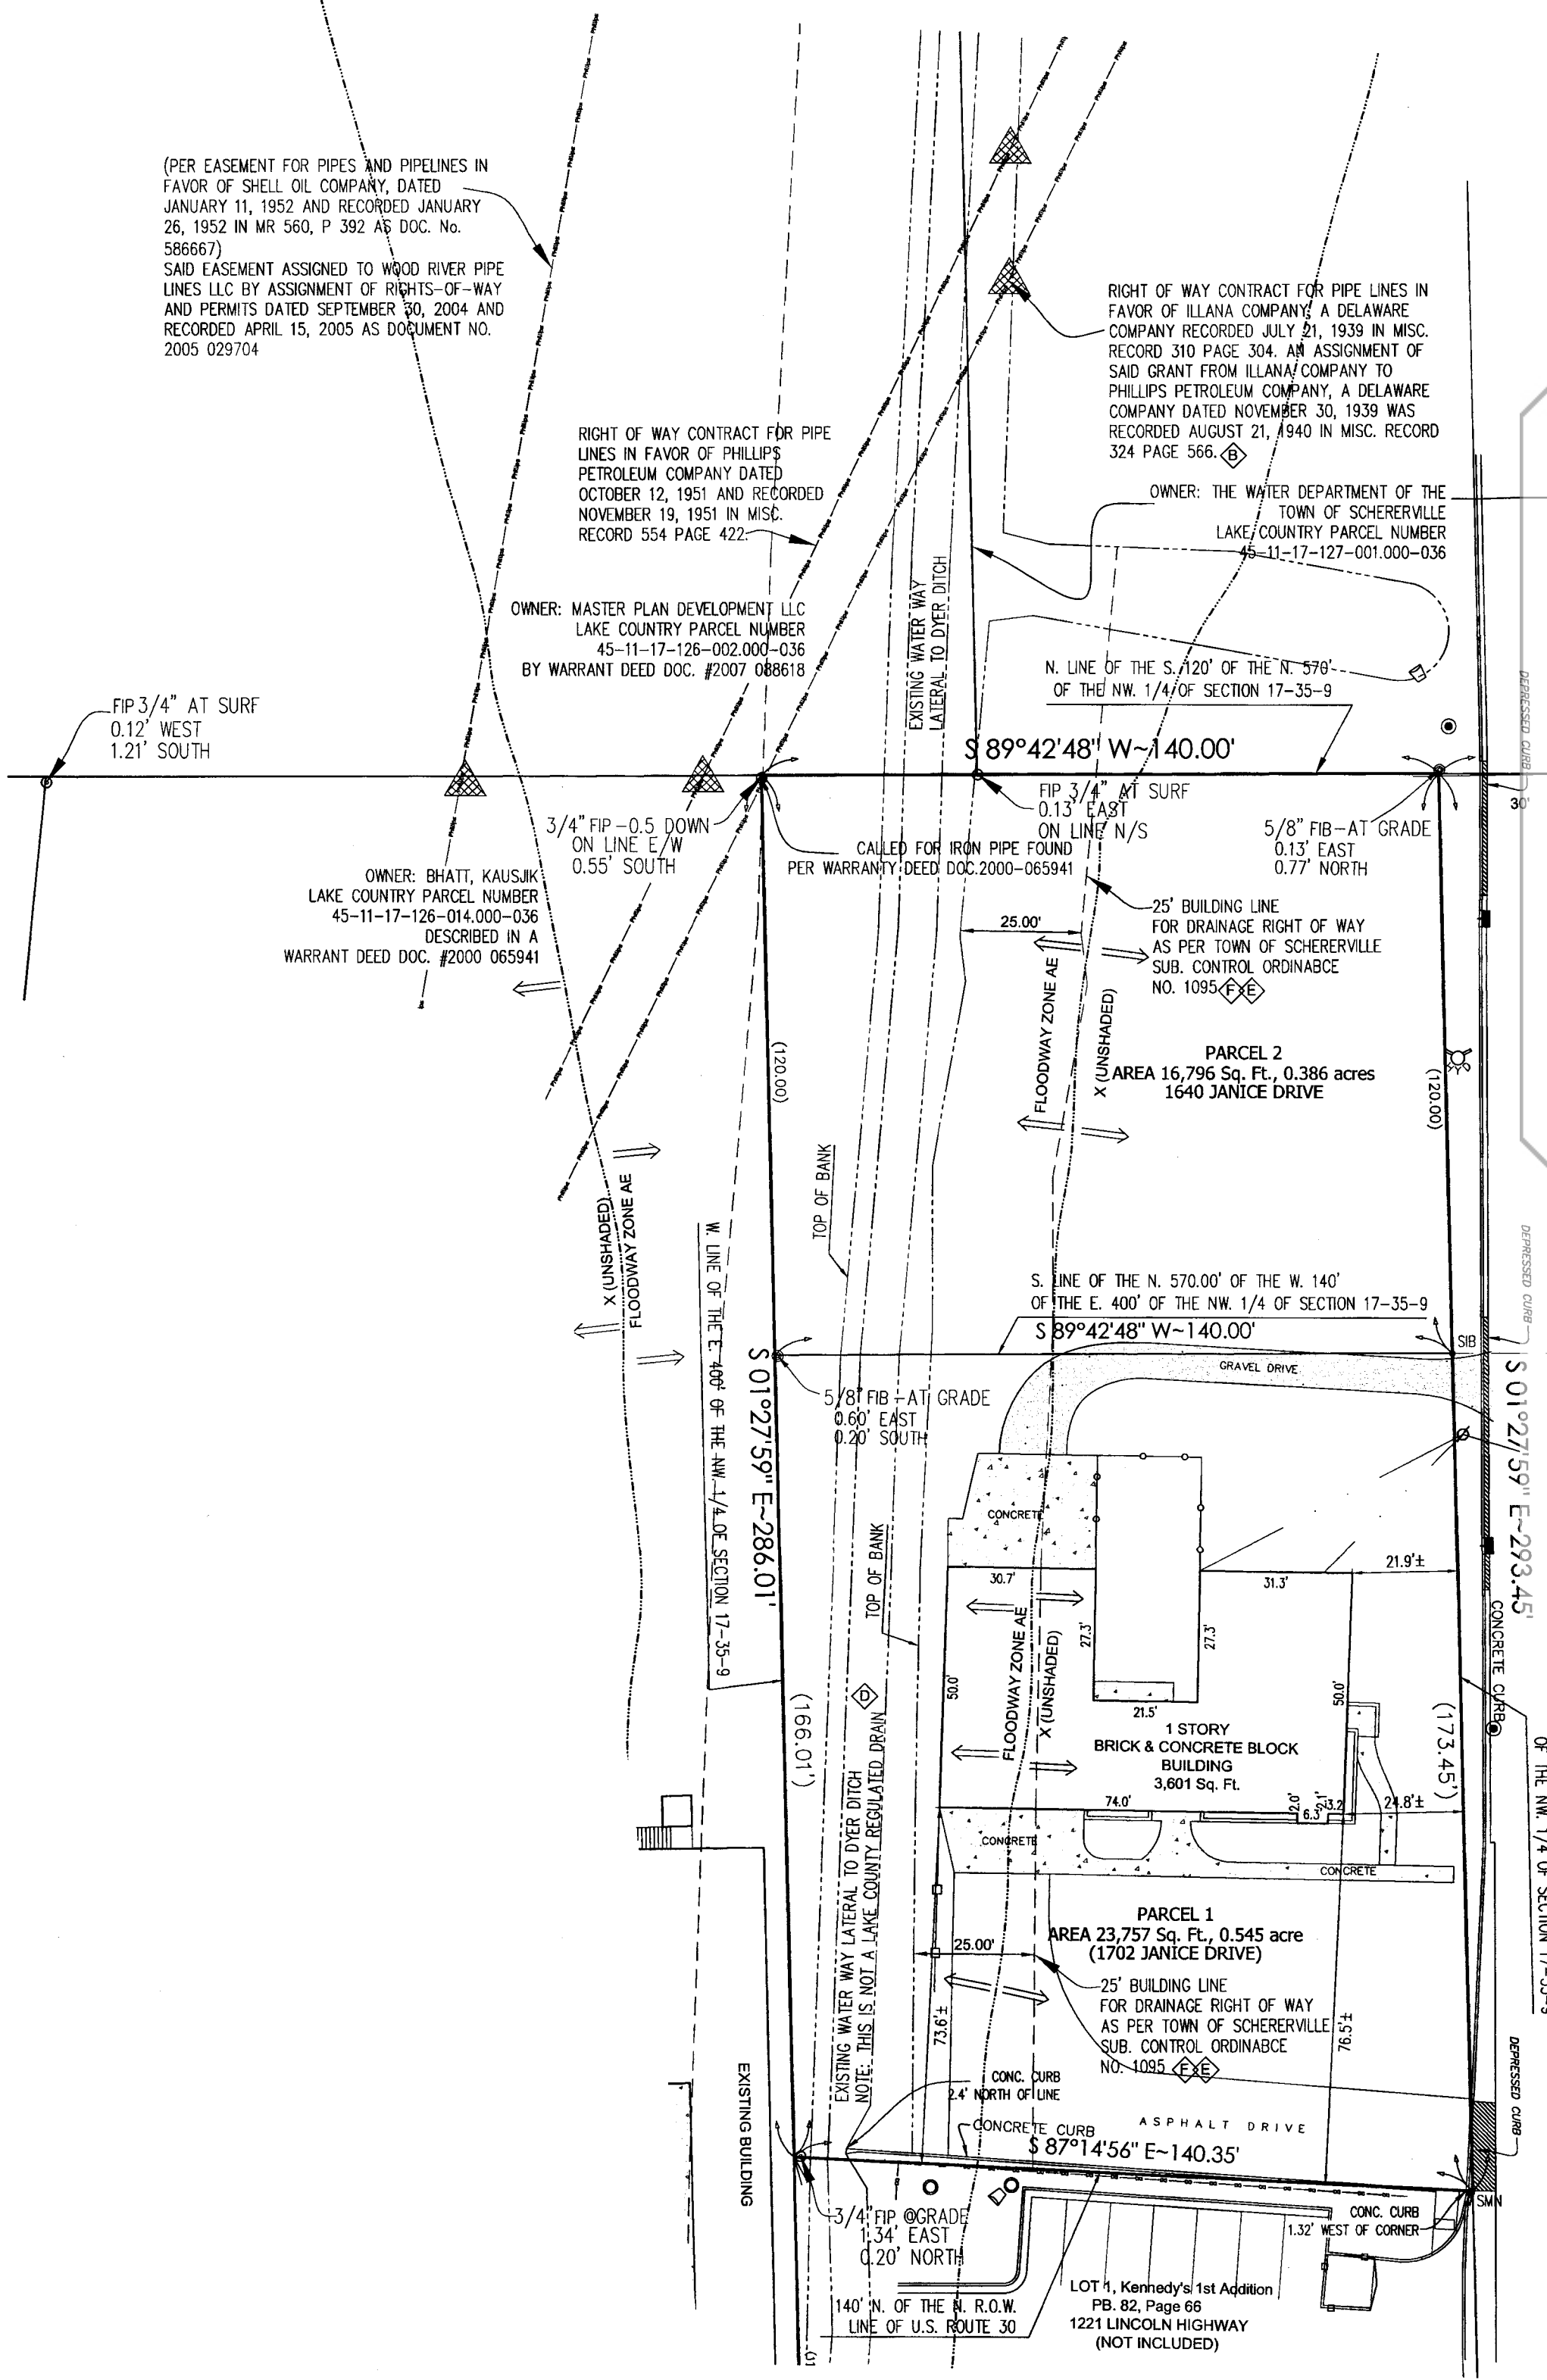 (PER EASEMENT FOR PIPES AND PIPELINES IN
FAVOR OF SHELL OIL COMPANY, DATED
JANUARY 11, 1952 AND RECORDED JANUARY
26, 1952 IN MR 560, P 392 AS DOC. No.
586667)
SAID EASEMENT ASSIGNED TO WOOD RIVER PIPE
LINES LLC BY ASSIGNMENT OF RIGHTS-OF-WAY
AND PERMITS DATED SEPTEMBER 30, 2004 AND
RECORDED APRIL 15, 2005 AS DOCUMENT NO.
2005 029704
RIGHT OF WAY CONTRACT FOR PIPE LINES IN
FAVOR OF ILLANA COMPANY, A DELAWARE
COMPANY RECORDED JULY 21, 1939 IN MISC.
RECORD 310 PAGE 304. AN ASSIGNMENT OF
SAID GRANT FROM ILLANA COMPANY TO
PHILLIPS PETROLEUM COMPANY, A DELAWARE
COMPANY DATED NOVEMBER 30, 1939 WAS
RECORDED AUGUST 21, 1940 IN MISC. RECORD
324 PAGE 566. B
RIGHT OF WAY CONTRACT FOR PIPE
LINES IN FAVOR OF PHILLIPS
PETROLEUM COMPANY DATED
OCTOBER 12, 1951 AND RECORDED
NOVEMBER 19, 1951 IN MISC.
RECORD 554 PAGE 422.
OWNER: THE WATER DEPARTMENT OF THE
TOWN OF SCHERERVILLE
LAKE COUNTRY PARCEL NUMBER
45-11-17-127-001.000-036
OWNER: MASTER PLAN DEVELOPMENT LLC
LAKE COUNTRY PARCEL NUMBER
45-11-17-126-002.000-036
BY WARRANT DEED DOC. #2007 088618
EXISTING WATER WAY
LATERAL TO DYER DITCH
N. LINE OF THE S. 120' OF THE N. 570'
OF THE NW. 1/4 OF SECTION 17-35-9
DEPRESSED CURB
30'
FIP 3/4" AT SURF
0.12' WEST
1.21' SOUTH
S 89°42'48" W~140.00'
3/4" FIP-0.5 DOWN
ON LINE E/W
0.55' SOUTH
FIP 3/4" AT SURF
0.13' EAST
ON LINE N/S
5/8" FIB-AT GRADE
0.13' EAST
0.77' NORTH
CALLED FOR IRON PIPE FOUND
PER WARRANTY DEED DOC.2000-065941
OWNER: BHATT, KAUSJIK
LAKE COUNTRY PARCEL NUMBER
45-11-17-126-014.000-036
DESCRIBED IN A
WARRANT DEED DOC. #2000 065941
25.00'
25' BUILDING LINE
FOR DRAINAGE RIGHT OF WAY
AS PER TOWN OF SCHERERVILLE
SUB. CONTROL ORDINABCE
NO. 1095 F E
FLOODWAY ZONE AE
X (UNSHADED)
(120.00)
PARCEL 2
AREA 16,796 Sq. Ft., 0.386 acres
1640 JANICE DRIVE
(120.00)
TOP OF BANK
X (UNSHADED)
FLOODWAY ZONE AE
W. LINE OF THE E. 400' OF THE NW. 1/4 OF SECTION 17-35-9
DEPRESSED CURB
S. LINE OF THE N. 570.00' OF THE W. 140'
OF THE E. 400' OF THE NW. 1/4 OF SECTION 17-35-9
S 89°42'48" W~140.00'
SIB
GRAVEL DRIVE
5/8" FIB-AT GRADE
0.60' EAST
0.20' SOUTH
S 01°27'59" E~286.01'
S 01°27'59" E~293.45'
CONCRETE
TOP OF BANK
30.7'
31.3'
21.9'±
27.3'
27.3'
50.0'
50.0'
FLOODWAY ZONE AE
X (UNSHADED)
21.5'
CONCRETE CURB
(166.01')
(173.45')
D
1 STORY
BRICK & CONCRETE BLOCK
BUILDING
3,601 Sq. Ft.
74.0'
2.0'
6.3'
2.1'
13.2
24.8'±
CONCRETE
CONCRETE
OF THE NW. 1/4 OF SECTION 17-35-9
EXISTING WATER WAY LATERAL TO DYER DITCH
NOTE: THIS IS NOT A LAKE COUNTY REGULATED DRAIN
PARCEL 1
AREA 23,757 Sq. Ft., 0.545 acre
(1702 JANICE DRIVE)
25.00'
25' BUILDING LINE
FOR DRAINAGE RIGHT OF WAY
AS PER TOWN OF SCHERERVILLE
SUB. CONTROL ORDINABCE
NO. 1095 F E
73.6'±
76.5'±
DEPRESSED CURB
EXISTING BUILDING
CONC. CURB
2.4' NORTH OF LINE
CONCRETE CURB
ASPHALT DRIVE
S 87°14'56" E~140.35'
SMN
3/4" FIP @GRADE
1.34' EAST
0.20' NORTH
CONC. CURB
1.32' WEST OF CORNER
140' N. OF THE N. R.O.W.
LINE OF U.S. ROUTE 30
LOT 1, Kennedy's 1st Addition
PB. 82, Page 66
1221 LINCOLN HIGHWAY
(NOT INCLUDED)